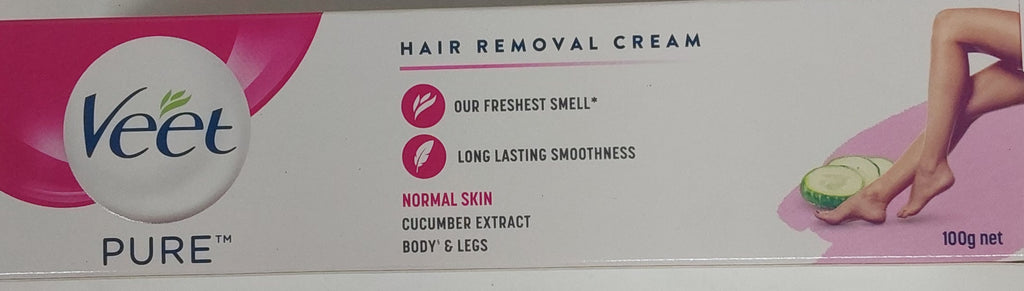 Veet
PURE™
HAIR REMOVAL CREAM
OUR FRESHEST SMELL*
LONG LASTING SMOOTHNESS
NORMAL SKIN
CUCUMBER EXTRACT
BODY¹ & LEGS
100g net